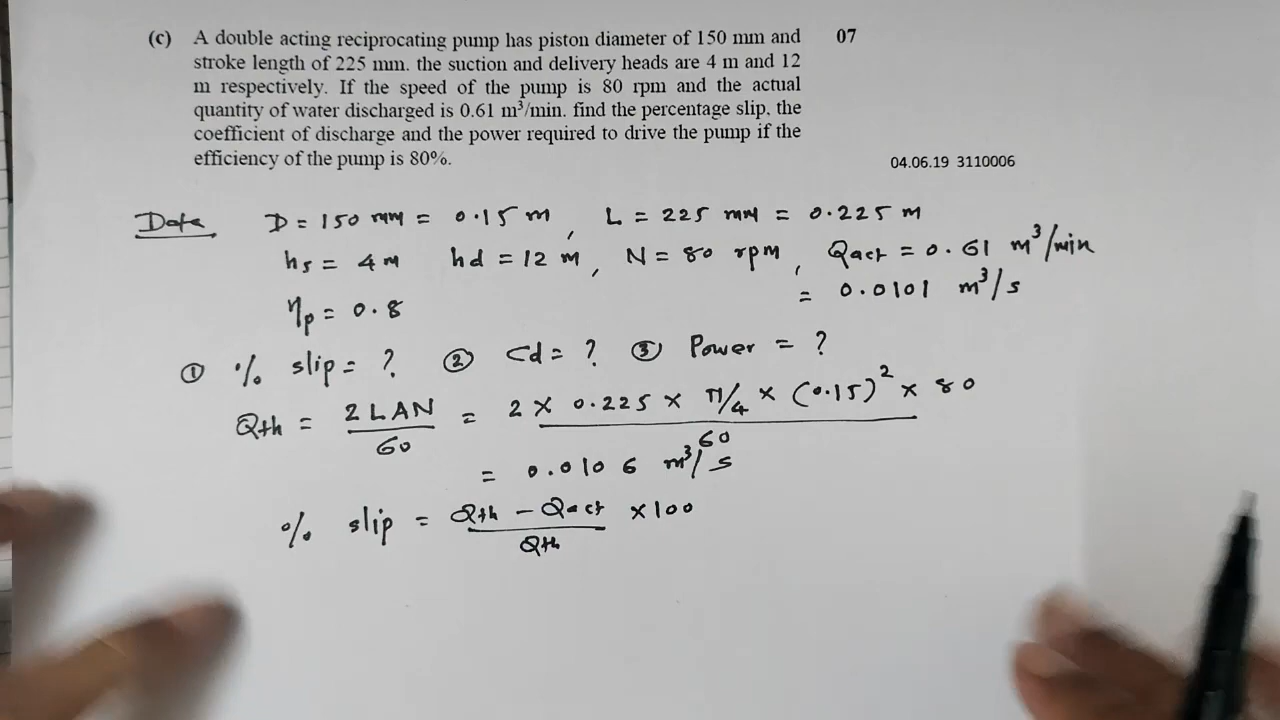 (c) A double acting reciprocating pump has piston diameter of 150 mm and 07
stroke length of 225 mm. the suction and delivery heads are 4 m and 12
m respectively. If the speed of the pump is 80 rpm and the actual
quantity of water discharged is 0.61 m³/min. find the percentage slip, the
coefficient of discharge and the power required to drive the pump if the
efficiency of the pump is 80%.
04.06.19 3110006
Data D = 150 mm = 0.15 m, L = 225 mm = 0.225 m
hs = 4 m hd = 12 m, N = 80 rpm, Qact = 0.61 m³/min
= 0.0101 m³/s
ηp = 0.8
① % slip = ? ② Cd = ? ③ Power = ?
Qth = 2LAN/60 = 2 × 0.225 × π/4 × (0.15)² × 80/60
= 0.0106 m³/s
% slip = Qth - Qact/Qth × 100